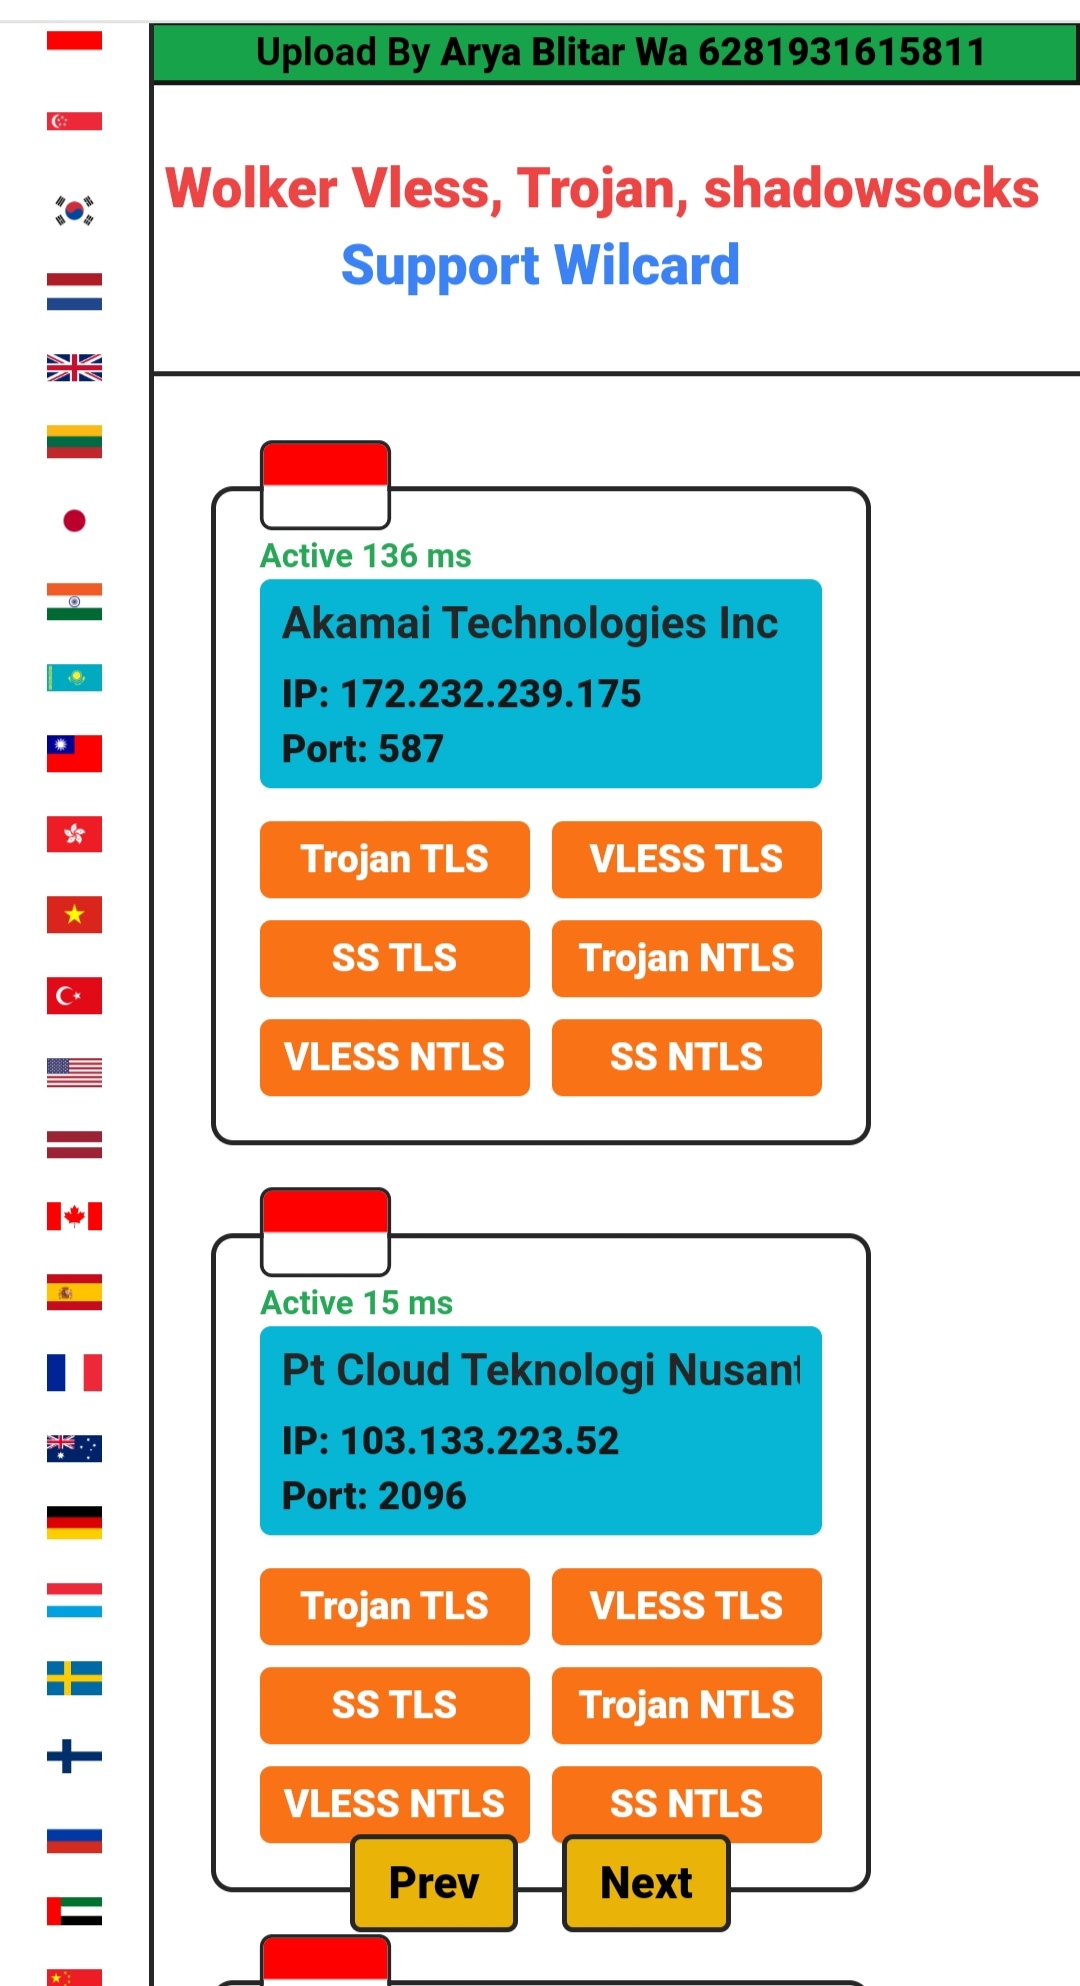 Upload By Arya Blitar Wa 6281931615811
Wolker Vless, Trojan, shadowsocks
Support Wilcard
Active 136 ms
Akamai Technologies Inc
IP: 172.232.239.175
Port: 587
Trojan TLS
VLESS TLS
SS TLS
Trojan NTLS
VLESS NTLS
SS NTLS
Active 15 ms
Pt Cloud Teknologi Nusant
IP: 103.133.223.52
Port: 2096
Trojan TLS
VLESS TLS
SS TLS
Trojan NTLS
VLESS NTLS
SS NTLS
Prev
Next